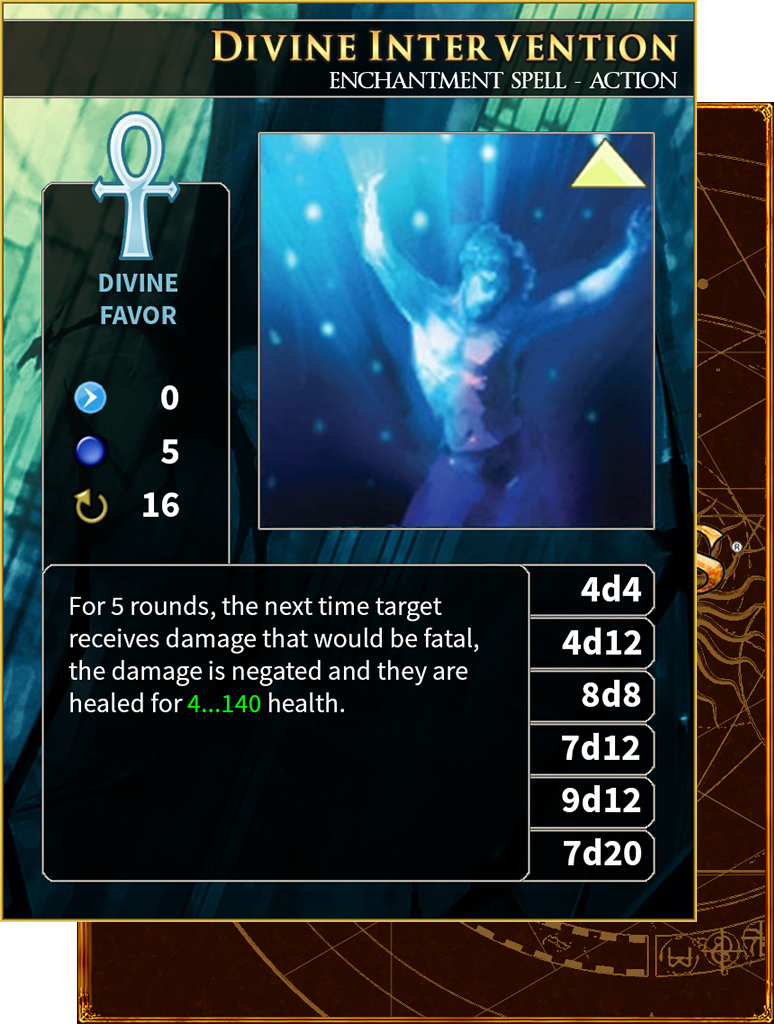 DIVINE INTERVENTION
ENCHANTMENT SPELL - ACTION
DIVINE
FAVOR
0
5
16
For 5 rounds, the next time target
receives damage that would be fatal,
the damage is negated and they are
healed for 4...140 health.
4d4
4d12
8d8
7d12
9d12
7d20
S®